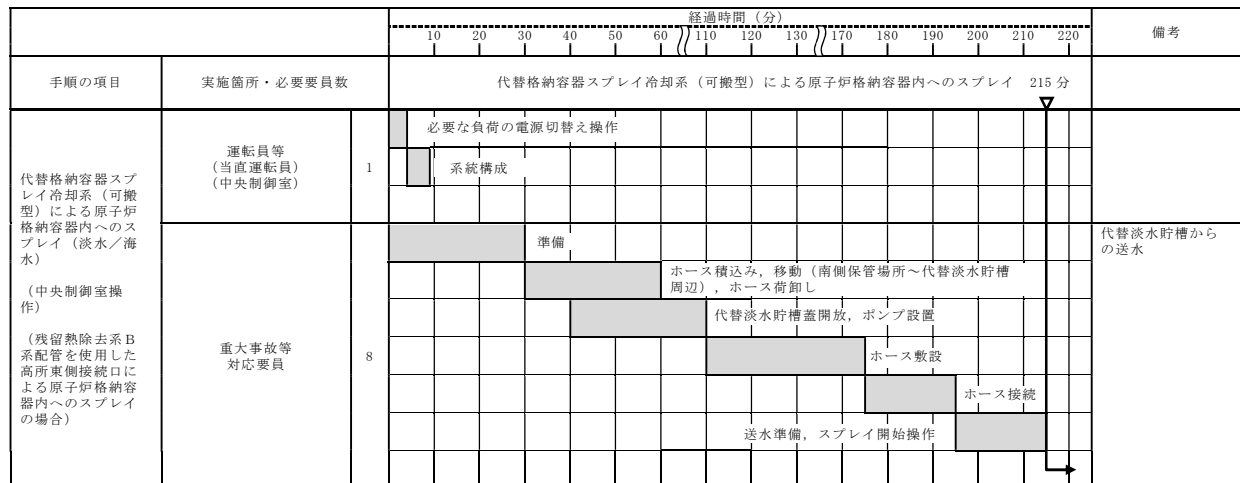 経過時間（分）
備考
10 20 30 40 50 60 110 120 130 170 180 190 200 210 220
手順の項目
実施箇所・必要要員数
代替格納容器スプレイ冷却系（可搬型）による原子炉格納容器内へのスプレイ 215分
代替格納容器スプ
レイ冷却系（可搬
型）による原子炉
格納容器内へのス
プレイ（淡水／海
水）
（中央制御室操
作）
（残留熱除去系Ｂ
系配管を使用した
高所東側接続口に
よる原子炉格納容
器内へのスプレイ
の場合）
運転員等
（当直運転員）
（中央制御室）
1
必要な負荷の電源切替え操作
系統構成
重大事故等
対応要員
8
準備
ホース積込み，移動（南側保管場所～代替淡水貯槽
周辺），ホース荷卸し
代替淡水貯槽蓋開放，ポンプ設置
ホース敷設
ホース接続
送水準備，スプレイ開始操作
代替淡水貯槽から
の送水